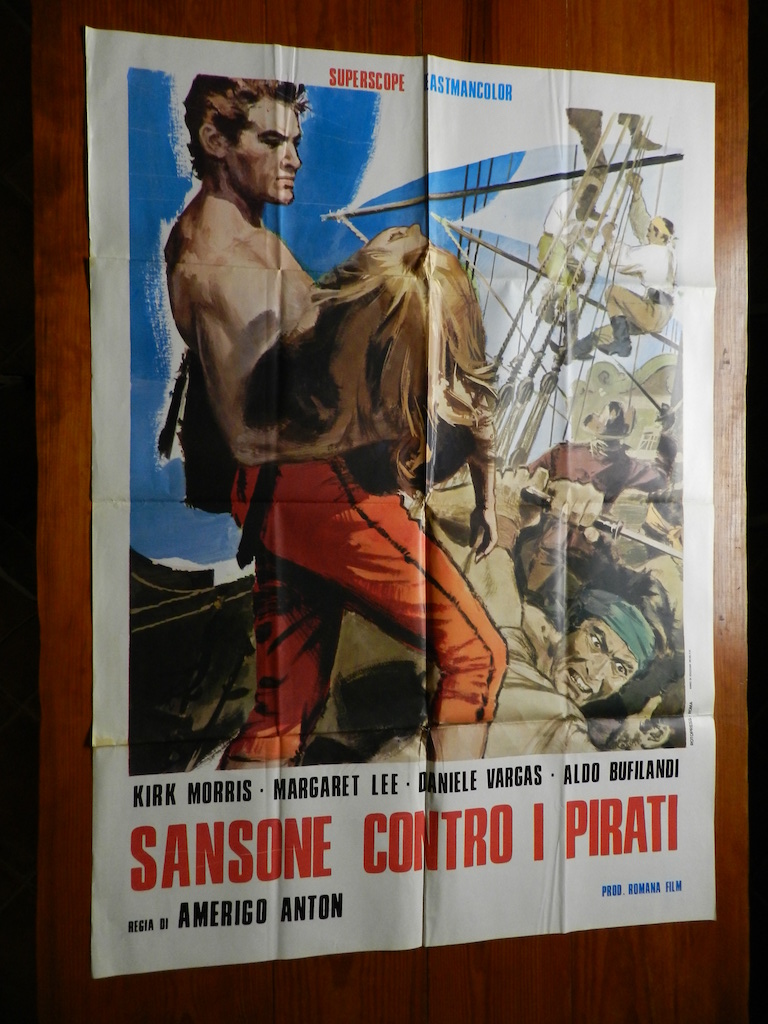 SUPERSCOPE EASTMANCOLOR
KIRK MORRIS · MARGARET LEE · DANIELE VARGAS · ALDO BUFILANDI
SANSONE CONTRO I PIRATI
REGIA DI AMERIGO ANTON
PROD. ROMANA FILM